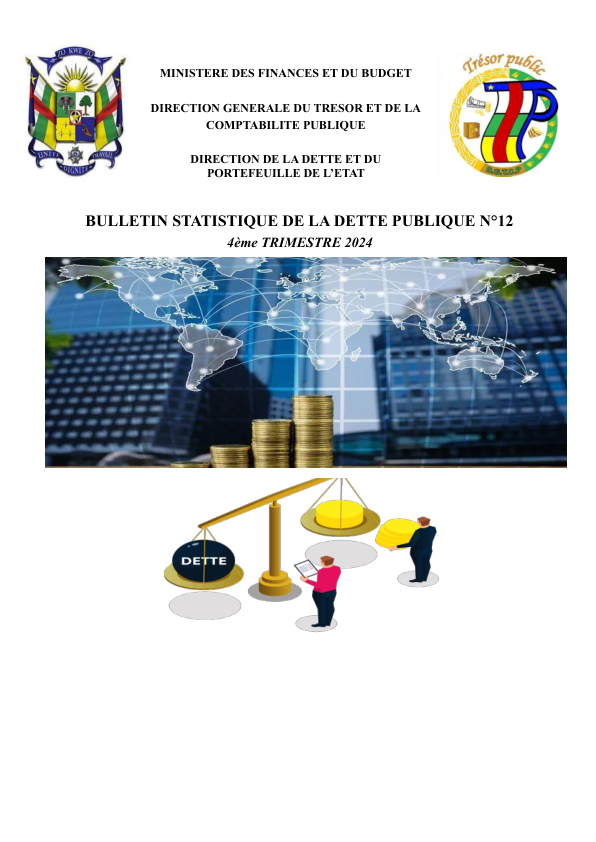 ZO KWE ZO
UNITE DIGNITE TRAVAIL
Trésor public
MINISTERE DES FINANCES ET DU BUDGET
DIRECTION GENERALE DU TRESOR ET DE LA
COMPTABILITE PUBLIQUE
DIRECTION DE LA DETTE ET DU
PORTEFEUILLE DE L’ETAT
BULLETIN STATISTIQUE DE LA DETTE PUBLIQUE N°12
4ème TRIMESTRE 2024
DETTE